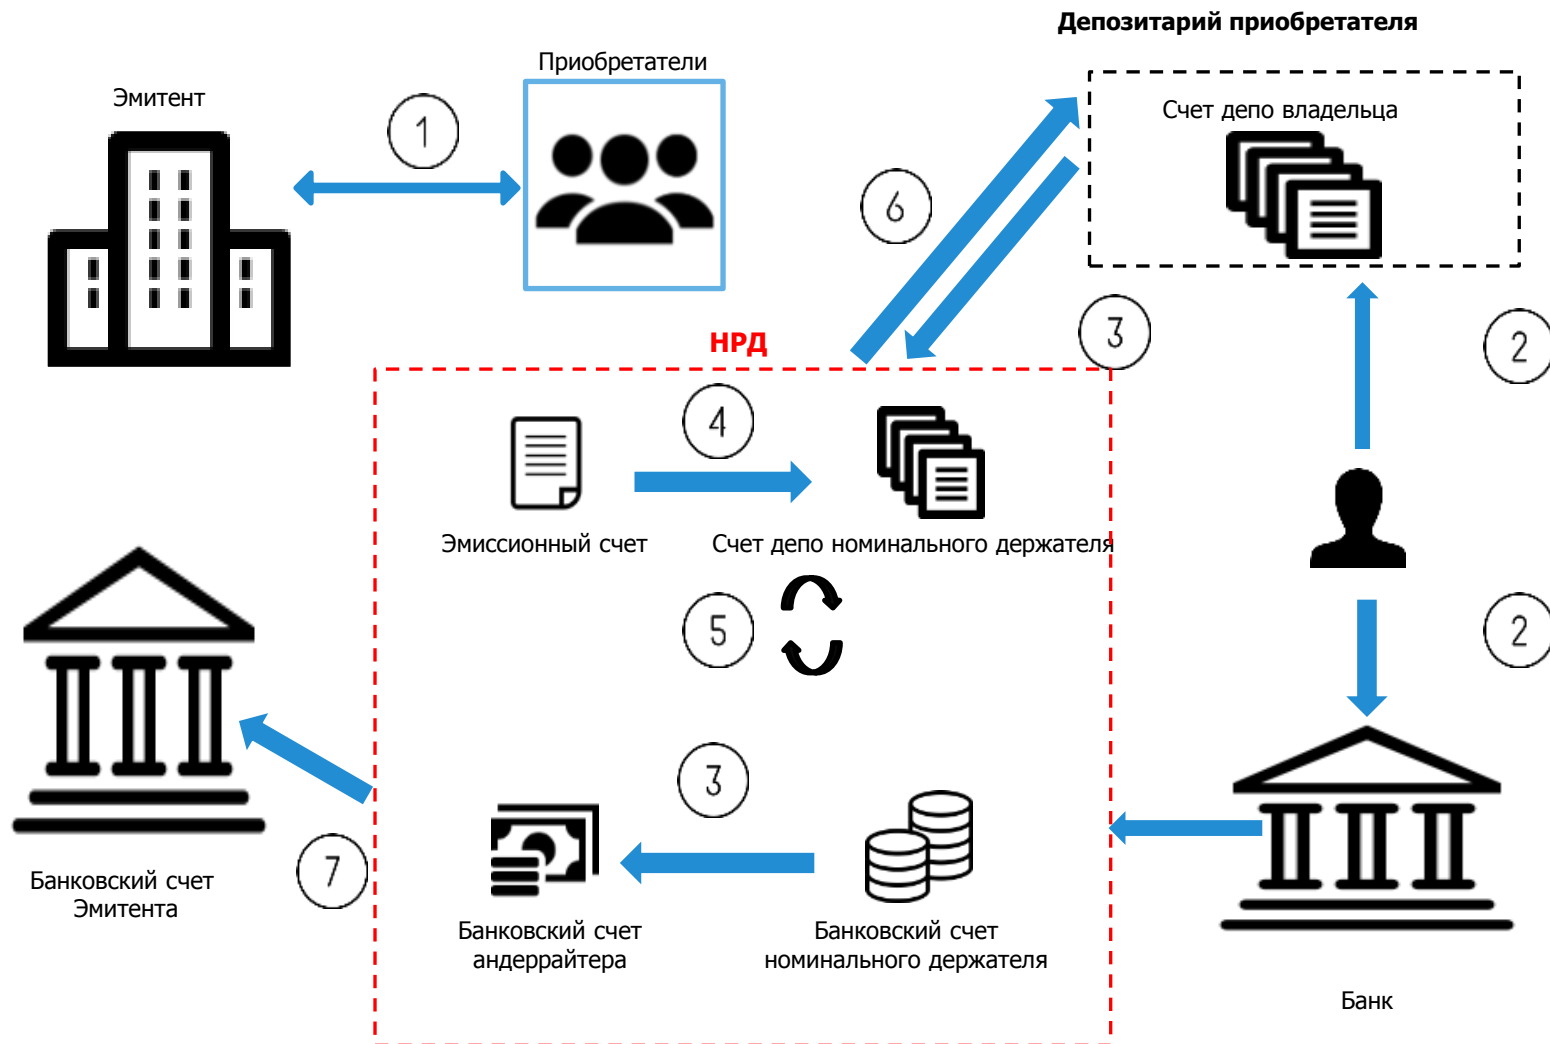 Депозитарий приобретателя
Приобретатели
Эмитент
1
Счет депо владельца
6
3
2
НРД
4
Эмиссионный счет
Счет депо номинального держателя
5
2
3
7
Банковский счет
Эмитента
Банковский счет
андеррайтера
Банковский счет
номинального держателя
Банк